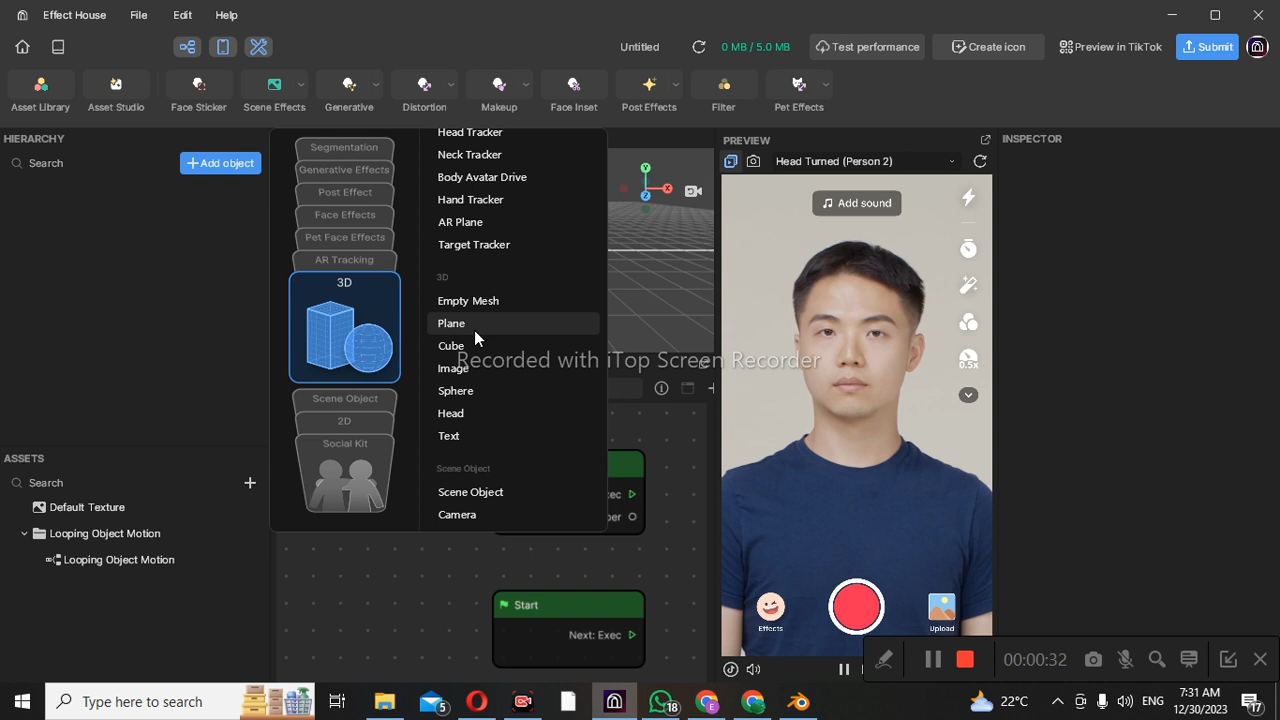 Effect House File Edit Help
Untitled 0 MB / 5.0 MB Test performance Create icon Preview in TikTok Submit
Asset Library Asset Studio Face Sticker Scene Effects Generative Distortion Makeup Face Inset Post Effects Filter Pet Effects
HIERARCHY
Search
Add object
Segmentation
Generative Effects
Post Effect
Face Effects
Pet Face Effects
AR Tracking
3D
Scene Object
2D
Social Kit
Head Tracker
Neck Tracker
Body Avatar Drive
Hand Tracker
AR Plane
Target Tracker
3D
Empty Mesh
Plane
Cube
Image
Sphere
Head
Text
Scene Object
Scene Object
Camera
Y
X
Z
Recorded with iTop Screen Recorder
Start
Next: Exec
PREVIEW
Head Turned (Person 2)
Add sound
0.5x
Effects
Upload
INSPECTOR
ASSETS
Search
Default Texture
Looping Object Motion
Looping Object Motion
00:00:32
Type here to search
5
18
22°C
7:31 AM
12/30/2023
17